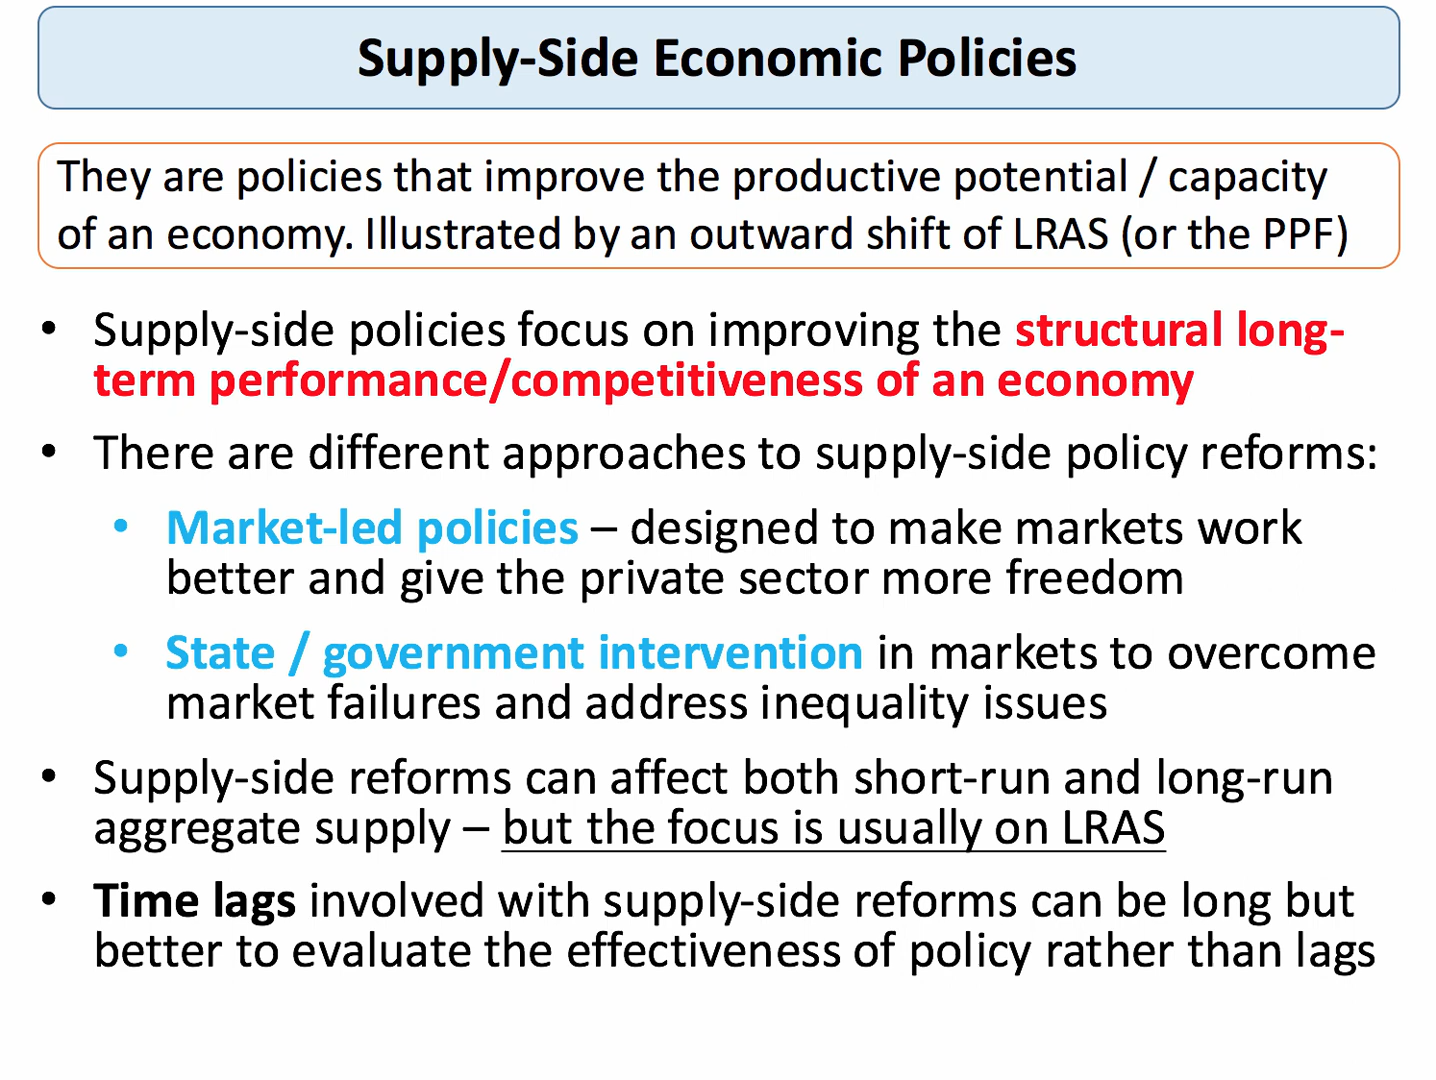 Supply-Side Economic Policies
They are policies that improve the productive potential / capacity
of an economy. Illustrated by an outward shift of LRAS (or the PPF)
• Supply-side policies focus on improving the structural long-
term performance/competitiveness of an economy
• There are different approaches to supply-side policy reforms:
• Market-led policies – designed to make markets work
better and give the private sector more freedom
• State / government intervention in markets to overcome
market failures and address inequality issues
• Supply-side reforms can affect both short-run and long-run
aggregate supply – but the focus is usually on LRAS
• Time lags involved with supply-side reforms can be long but
better to evaluate the effectiveness of policy rather than lags